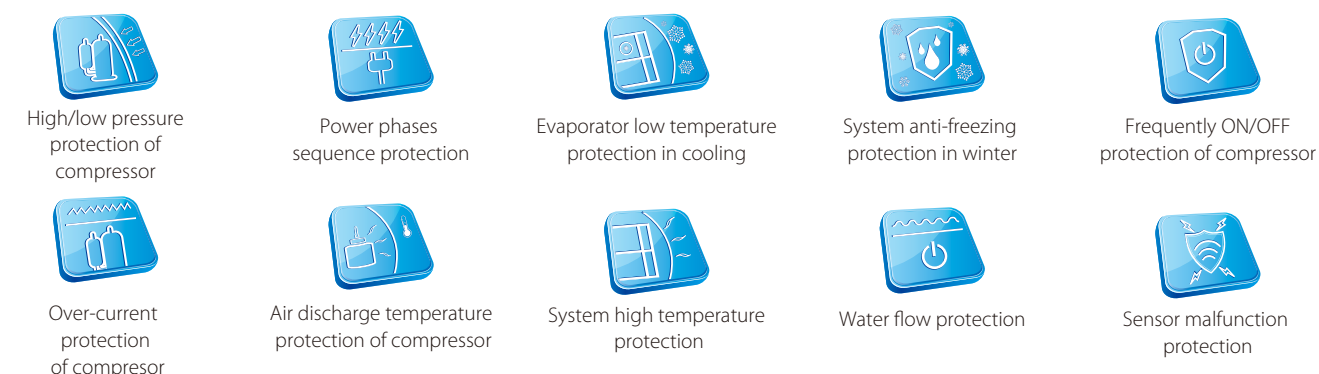 High/low pressure
protection of
compressor
Power phases
sequence protection
Evaporator low temperature
protection in cooling
System anti-freezing
protection in winter
Frequently ON/OFF
protection of compressor
Over-current
protection
of compresor
Air discharge temperature
protection of compressor
System high temperature
protection
Water flow protection
Sensor malfunction
protection